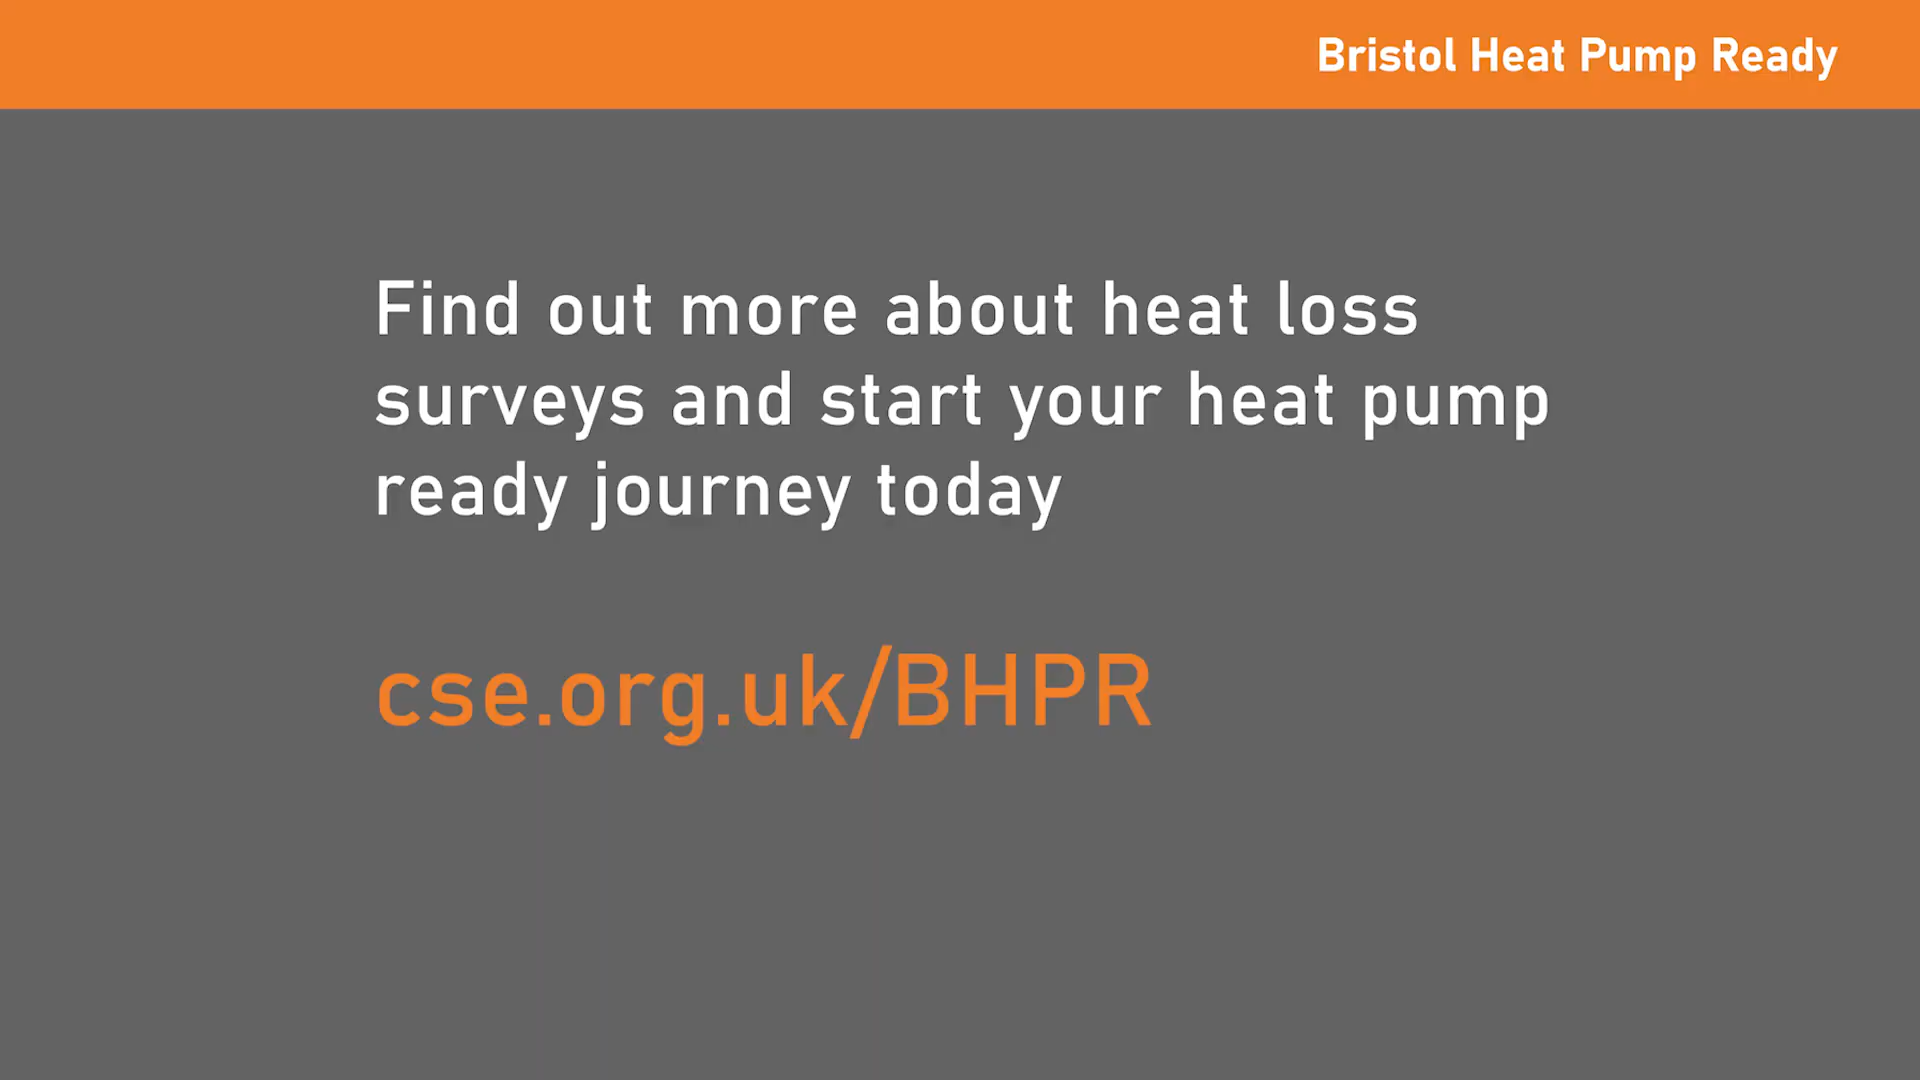 Bristol Heat Pump Ready
Find out more about heat loss
surveys and start your heat pump
ready journey today
cse.org.uk/BHPR